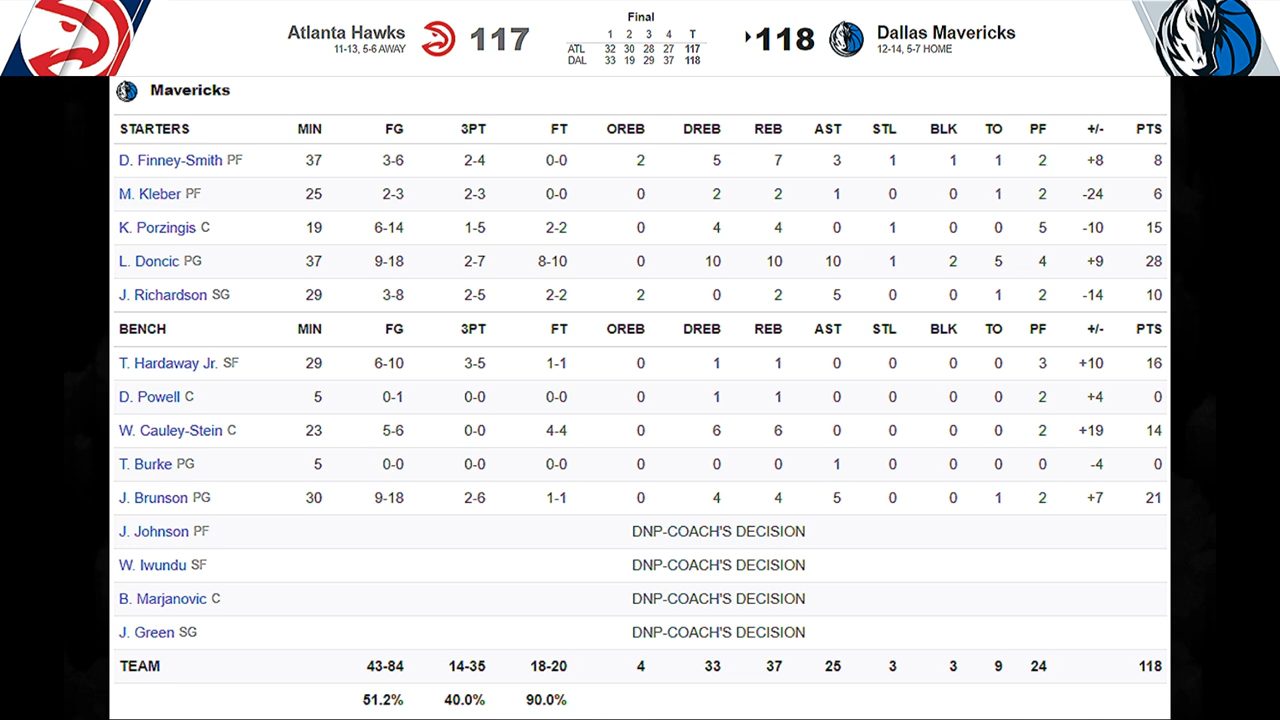 Final
Atlanta Hawks 117 118 Dallas Mavericks
11-13, 5-6 AWAY 12-14, 5-7 HOME
1 2 3 4 T
ATL 32 30 28 27 117
DAL 33 19 29 37 118
Mavericks
STARTERS MIN FG 3PT FT OREB DREB REB AST STL BLK TO PF +/- PTS
D. Finney-Smith PF 37 3-6 2-4 0-0 2 5 7 3 1 1 1 2 +8 8
M. Kleber PF 25 2-3 2-3 0-0 0 2 2 1 0 0 1 2 -24 6
K. Porzingis C 19 6-14 1-5 2-2 0 4 4 0 1 0 0 5 -10 15
L. Doncic PG 37 9-18 2-7 8-10 0 10 10 10 1 2 5 4 +9 28
J. Richardson SG 29 3-8 2-5 2-2 2 0 2 5 0 0 1 2 -14 10
BENCH MIN FG 3PT FT OREB DREB REB AST STL BLK TO PF +/- PTS
T. Hardaway Jr. SF 29 6-10 3-5 1-1 0 1 1 0 0 0 0 3 +10 16
D. Powell C 5 0-1 0-0 0-0 0 1 1 0 0 0 0 2 +4 0
W. Cauley-Stein C 23 5-6 0-0 4-4 0 6 6 0 0 0 0 2 +19 14
T. Burke PG 5 0-0 0-0 0-0 0 0 0 1 0 0 0 0 -4 0
J. Brunson PG 30 9-18 2-6 1-1 0 4 4 5 0 0 1 2 +7 21
J. Johnson PF DNP-COACH'S DECISION
W. Iwundu SF DNP-COACH'S DECISION
B. Marjanovic C DNP-COACH'S DECISION
J. Green SG DNP-COACH'S DECISION
TEAM 43-84 14-35 18-20 4 33 37 25 3 3 9 24 118
51.2% 40.0% 90.0%